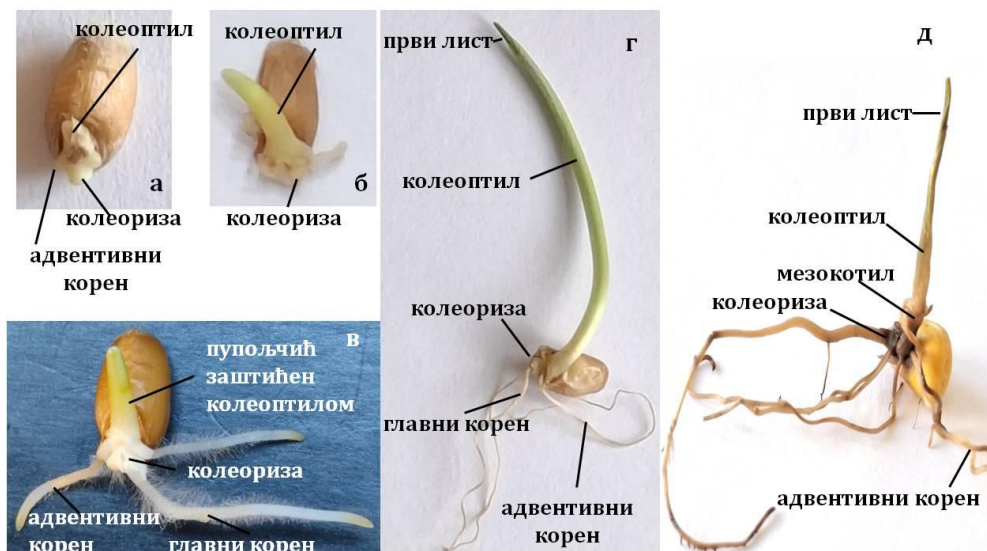 колеоптил
а
колеориза
адвентивни
корен
колеоптил
б
колеориза
в
пупољчић
заштићен
колеоптилом
колеориза
адвентивни
корен
главни корен
г
први лист
колеоптил
колеориза
главни корен
адвентивни
корен
д
први лист
колеоптил
мезокотил
колеориза
адвентивни корен